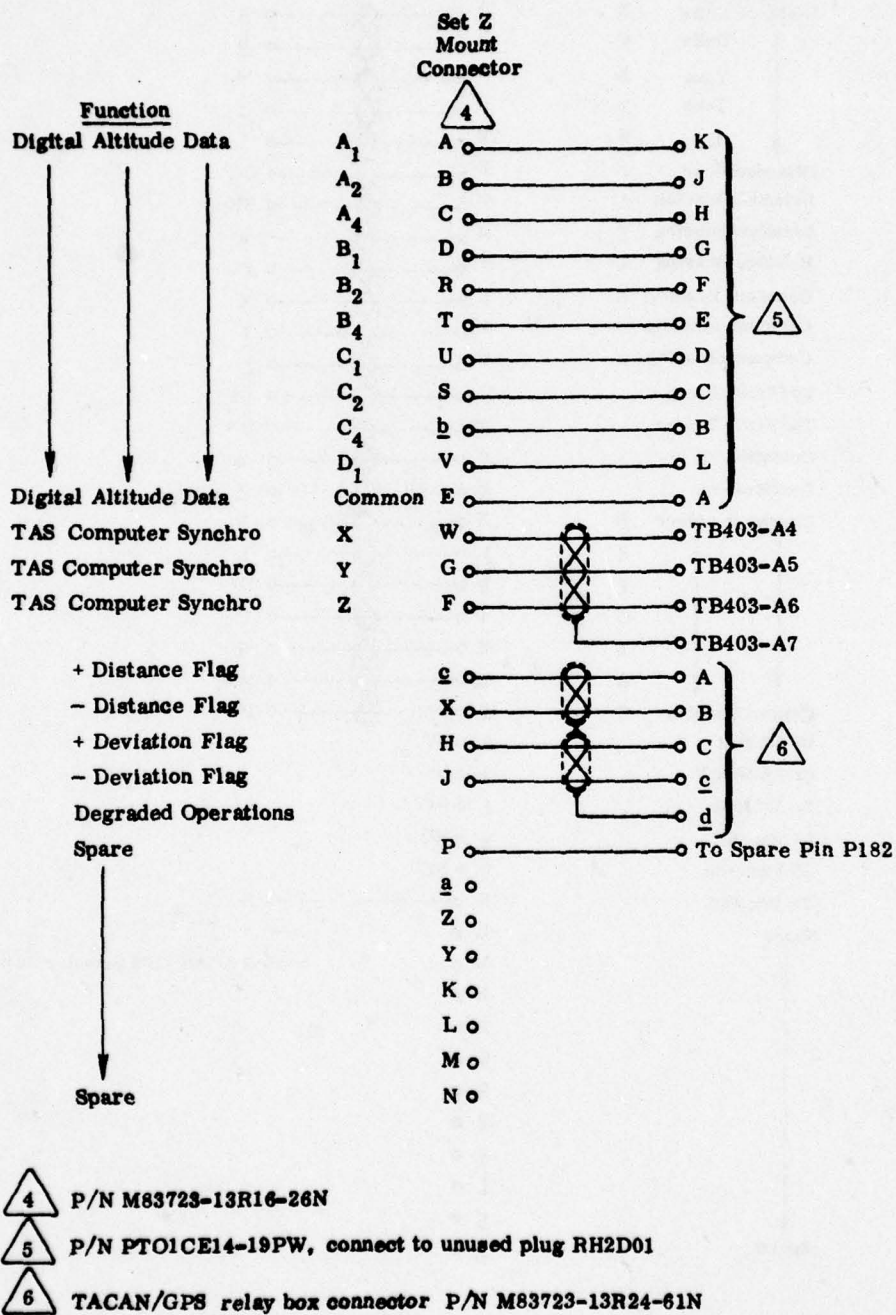 Set Z
Mount
Connector
4
Function
Digital Altitude Data A1 A K
A2 B J
A4 C H
B1 D G
B2 R F
B4 T E 5
C1 U D
C2 S C
C4 b B
D1 V L
Digital Altitude Data Common E A
TAS Computer Synchro X W TB403-A4
TAS Computer Synchro Y G TB403-A5
TAS Computer Synchro Z F TB403-A6
TB403-A7
+ Distance Flag c A
- Distance Flag X B
+ Deviation Flag H C 6
- Deviation Flag J c
Degraded Operations d
Spare P To Spare Pin P182
a
Z
Y
K
L
M
Spare N
4 P/N M83723-13R16-26N
5 P/N PTO1CE14-19PW, connect to unused plug RH2D01
6 TACAN/GPS relay box connector P/N M83723-13R24-61N